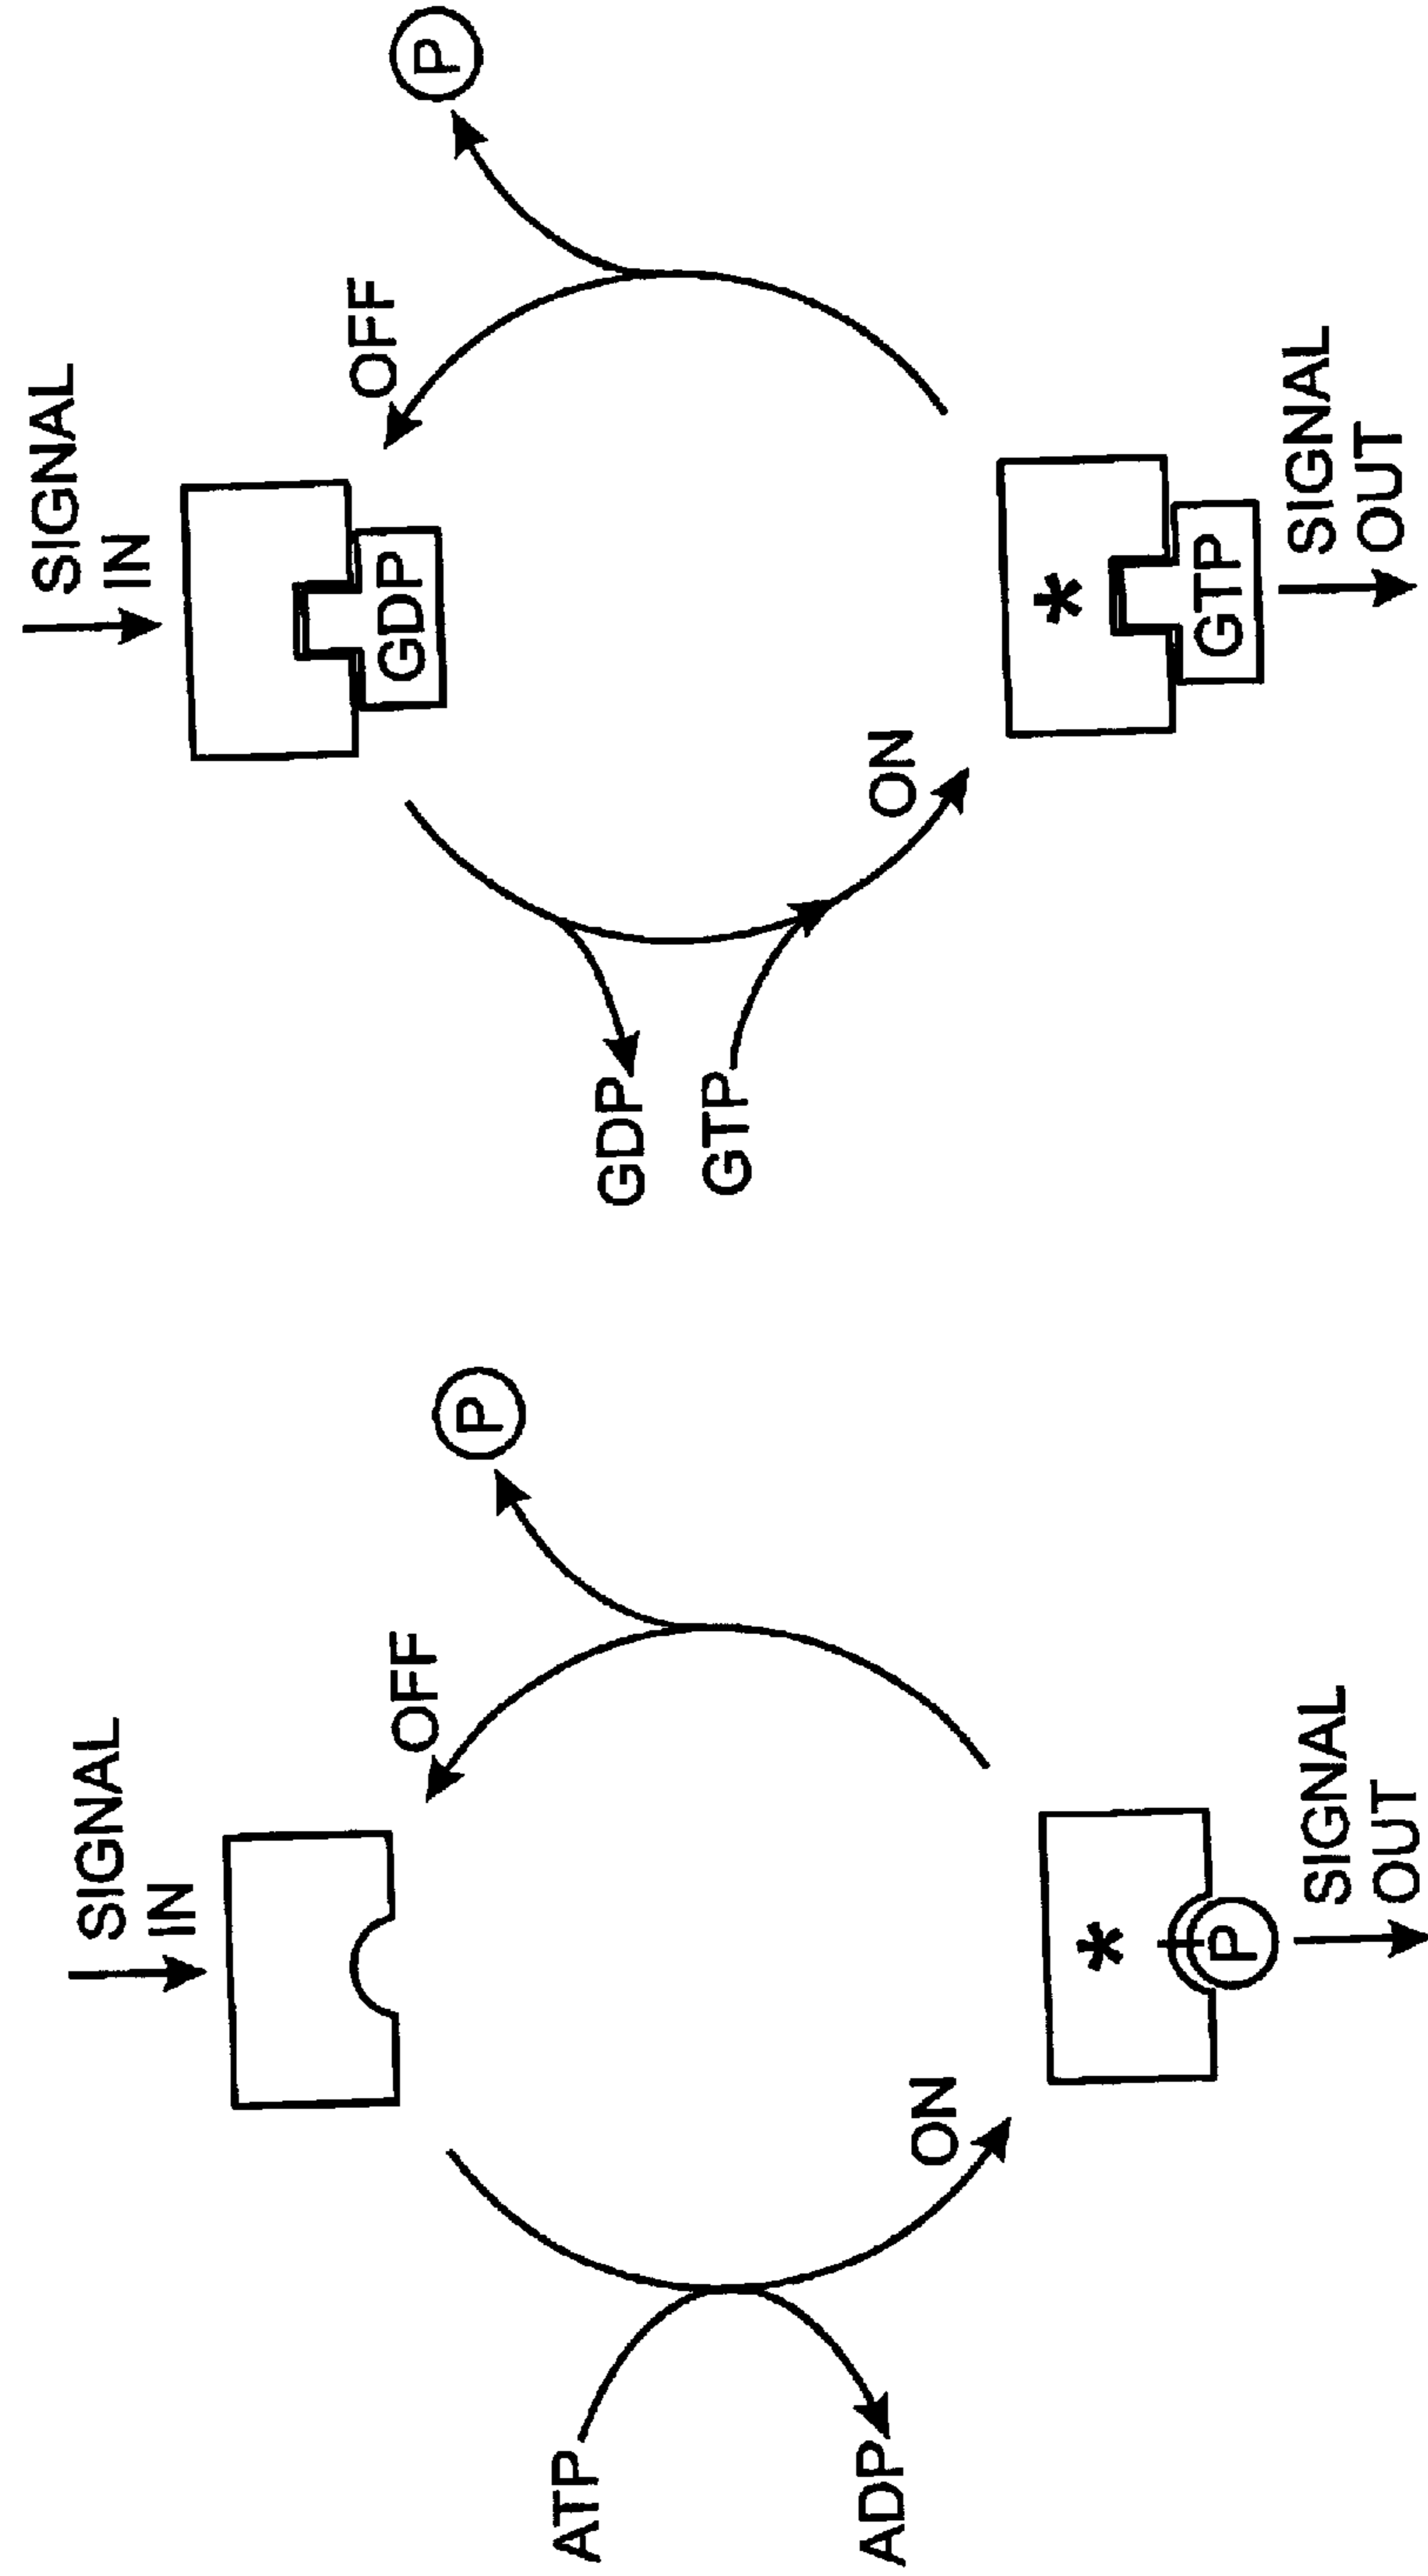 SIGNAL
IN
P
OFF
ATP
ADP
ON
P
SIGNAL
OUT
SIGNAL
IN
GDP
P
OFF
GDP
GTP
ON
GTP
SIGNAL
OUT